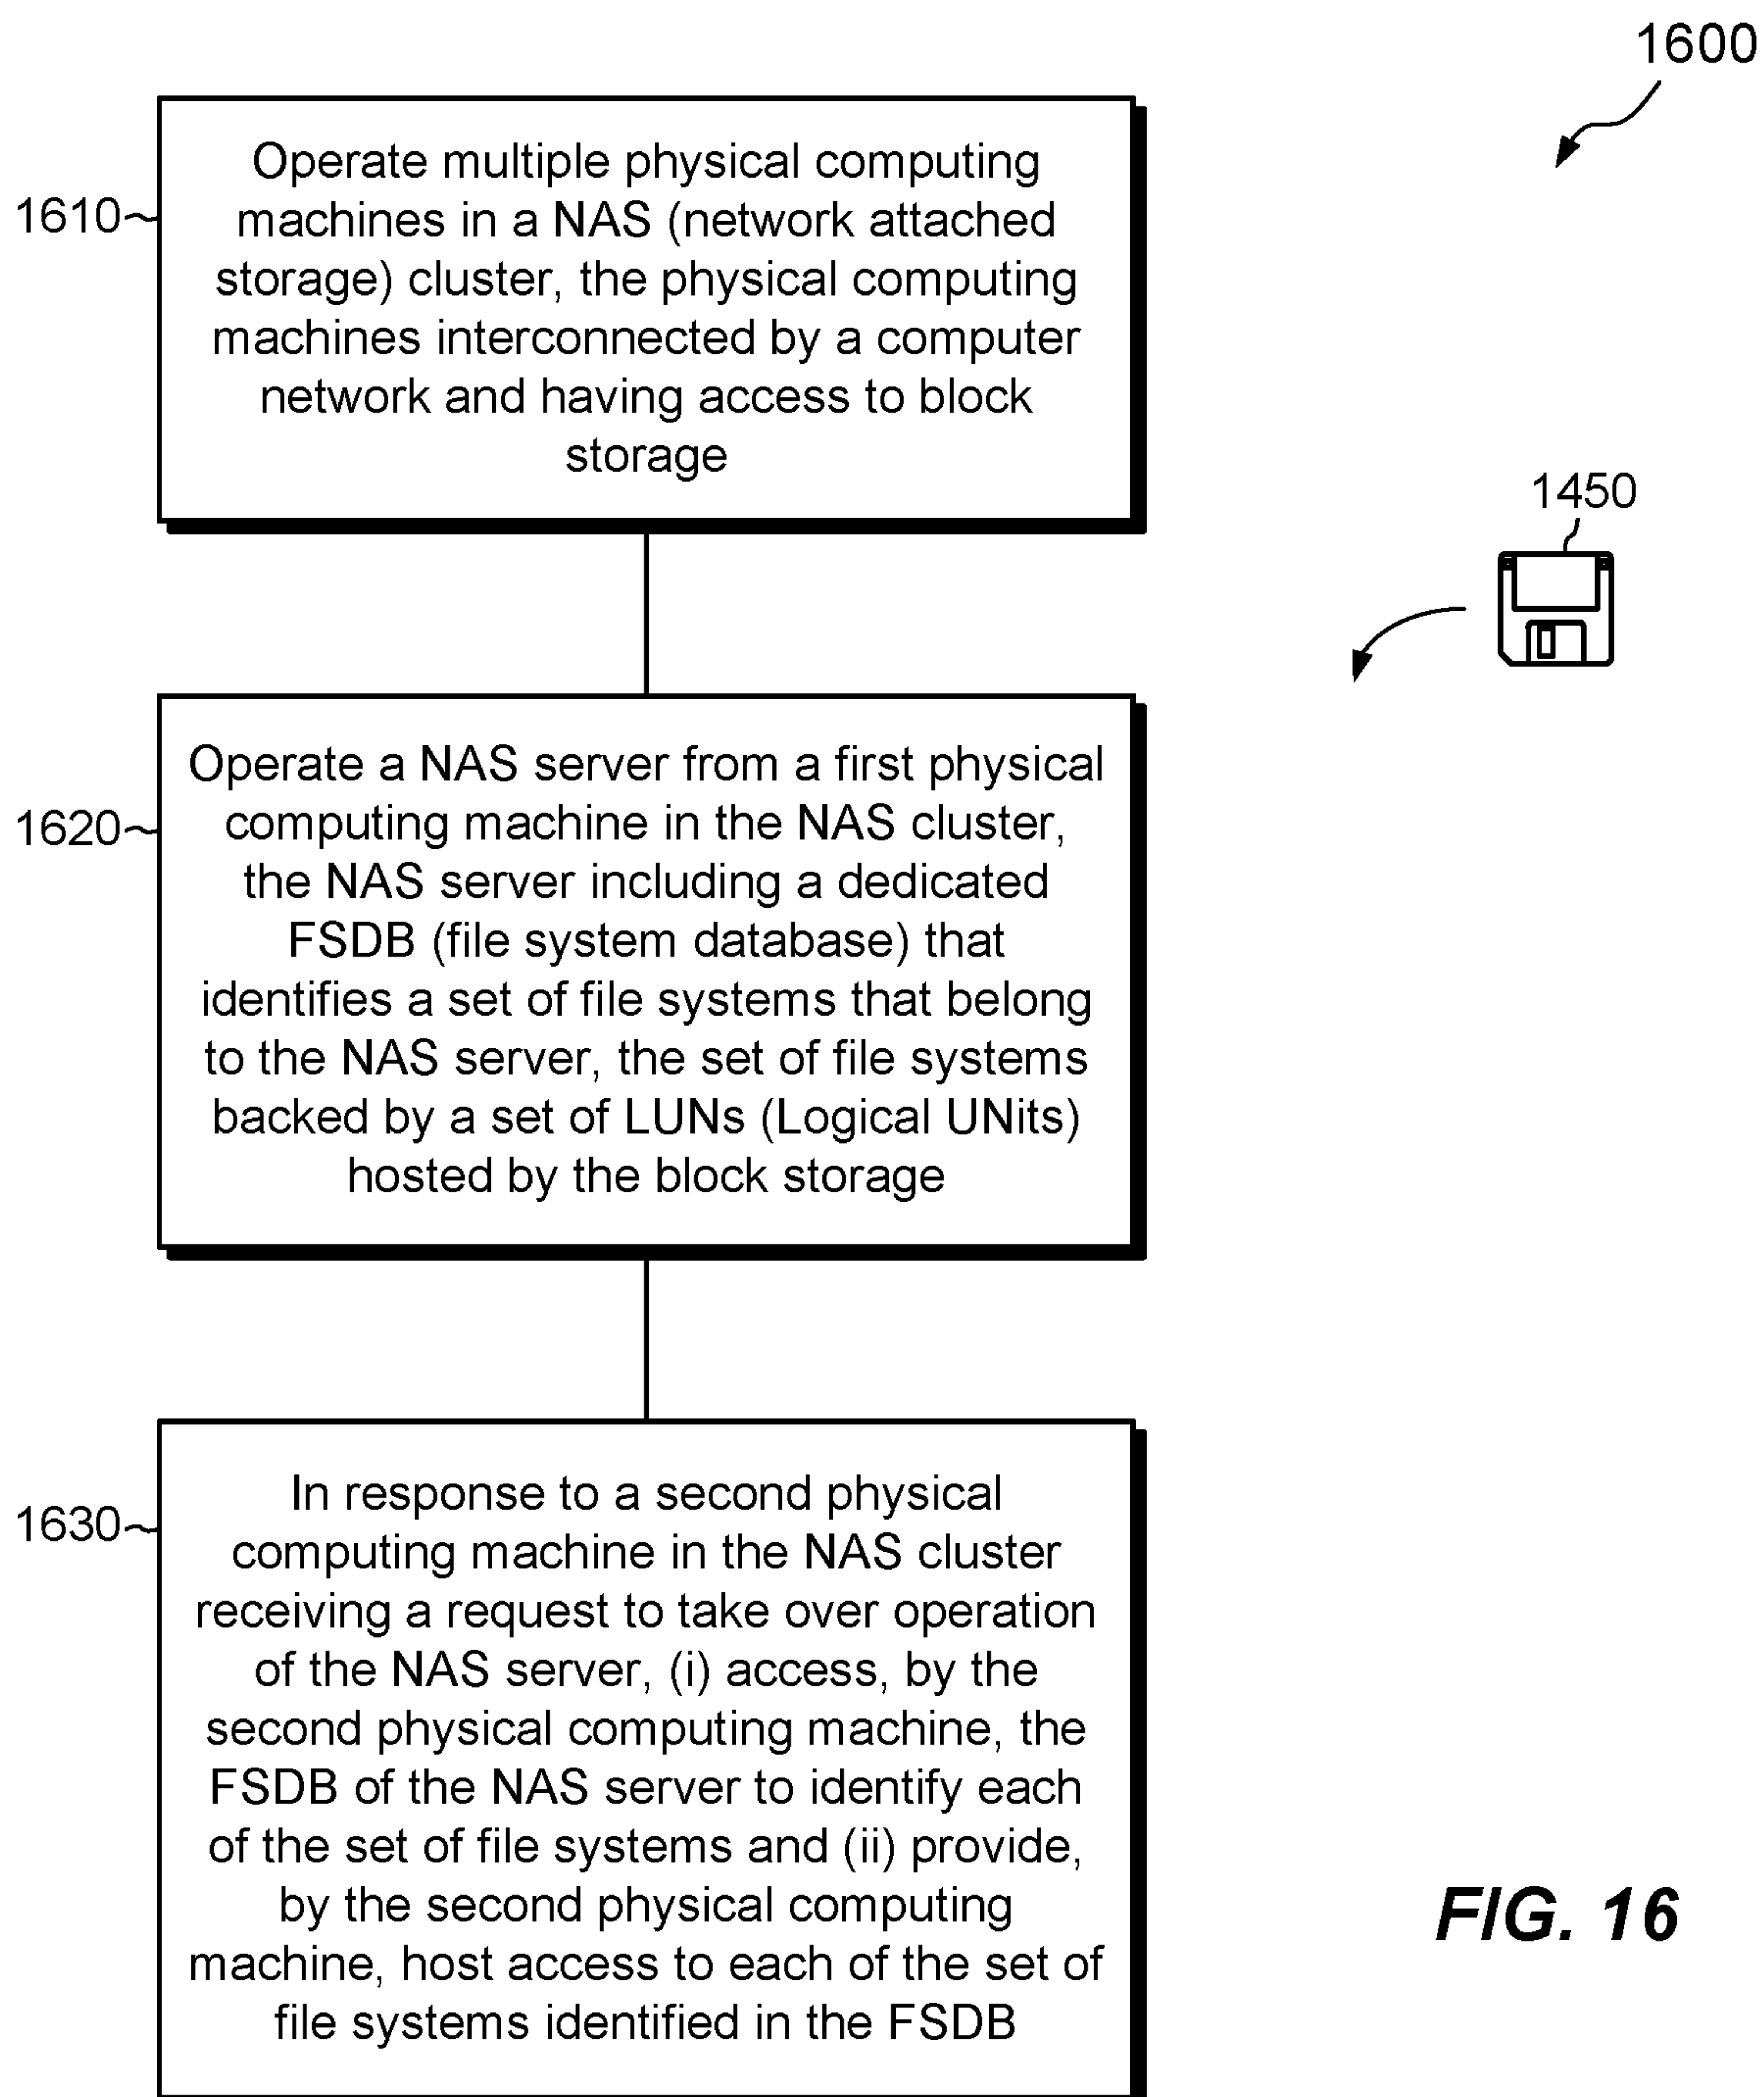 1600
1610
Operate multiple physical computing
machines in a NAS (network attached
storage) cluster, the physical computing
machines interconnected by a computer
network and having access to block
storage
1450
1620
Operate a NAS server from a first physical
computing machine in the NAS cluster,
the NAS server including a dedicated
FSDB (file system database) that
identifies a set of file systems that belong
to the NAS server, the set of file systems
backed by a set of LUNs (Logical UNits)
hosted by the block storage
1630
In response to a second physical
computing machine in the NAS cluster
receiving a request to take over operation
of the NAS server, (i) access, by the
second physical computing machine, the
FSDB of the NAS server to identify each
of the set of file systems and (ii) provide,
by the second physical computing
machine, host access to each of the set of
file systems identified in the FSDB
FIG. 16